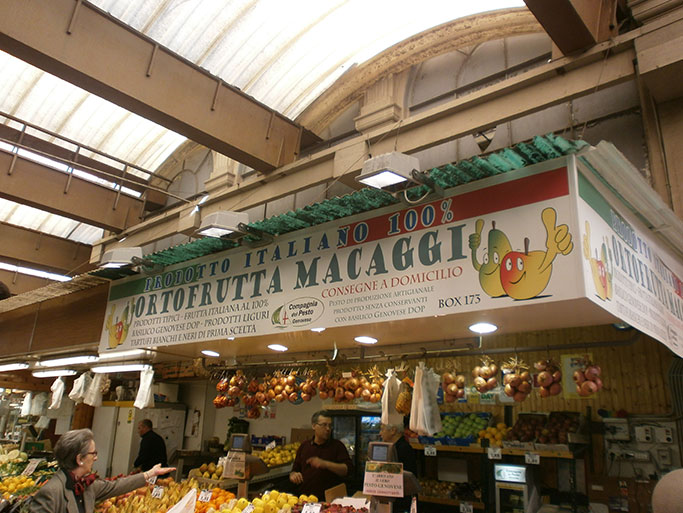 PRODOTTO ITALIANO 100%
ORTOFRUTTA MACAGGI
CONSEGNE A DOMICILIO
PRODOTTI TIPICI - FRUTTA ITALIANA AL 100%
BASILICO GENOVESE DOP - PRODOTTI LIGURI
TARTUFI BIANCHI E NERI DI PRIMA SCELTA
Compagnia
del Pesto
Genovese
PESTO DI PRODUZIONE ARTIGIANALE
PRODOTTO SENZA CONSERVANTI
CON BASILICO GENOVESE DOP
BOX 173